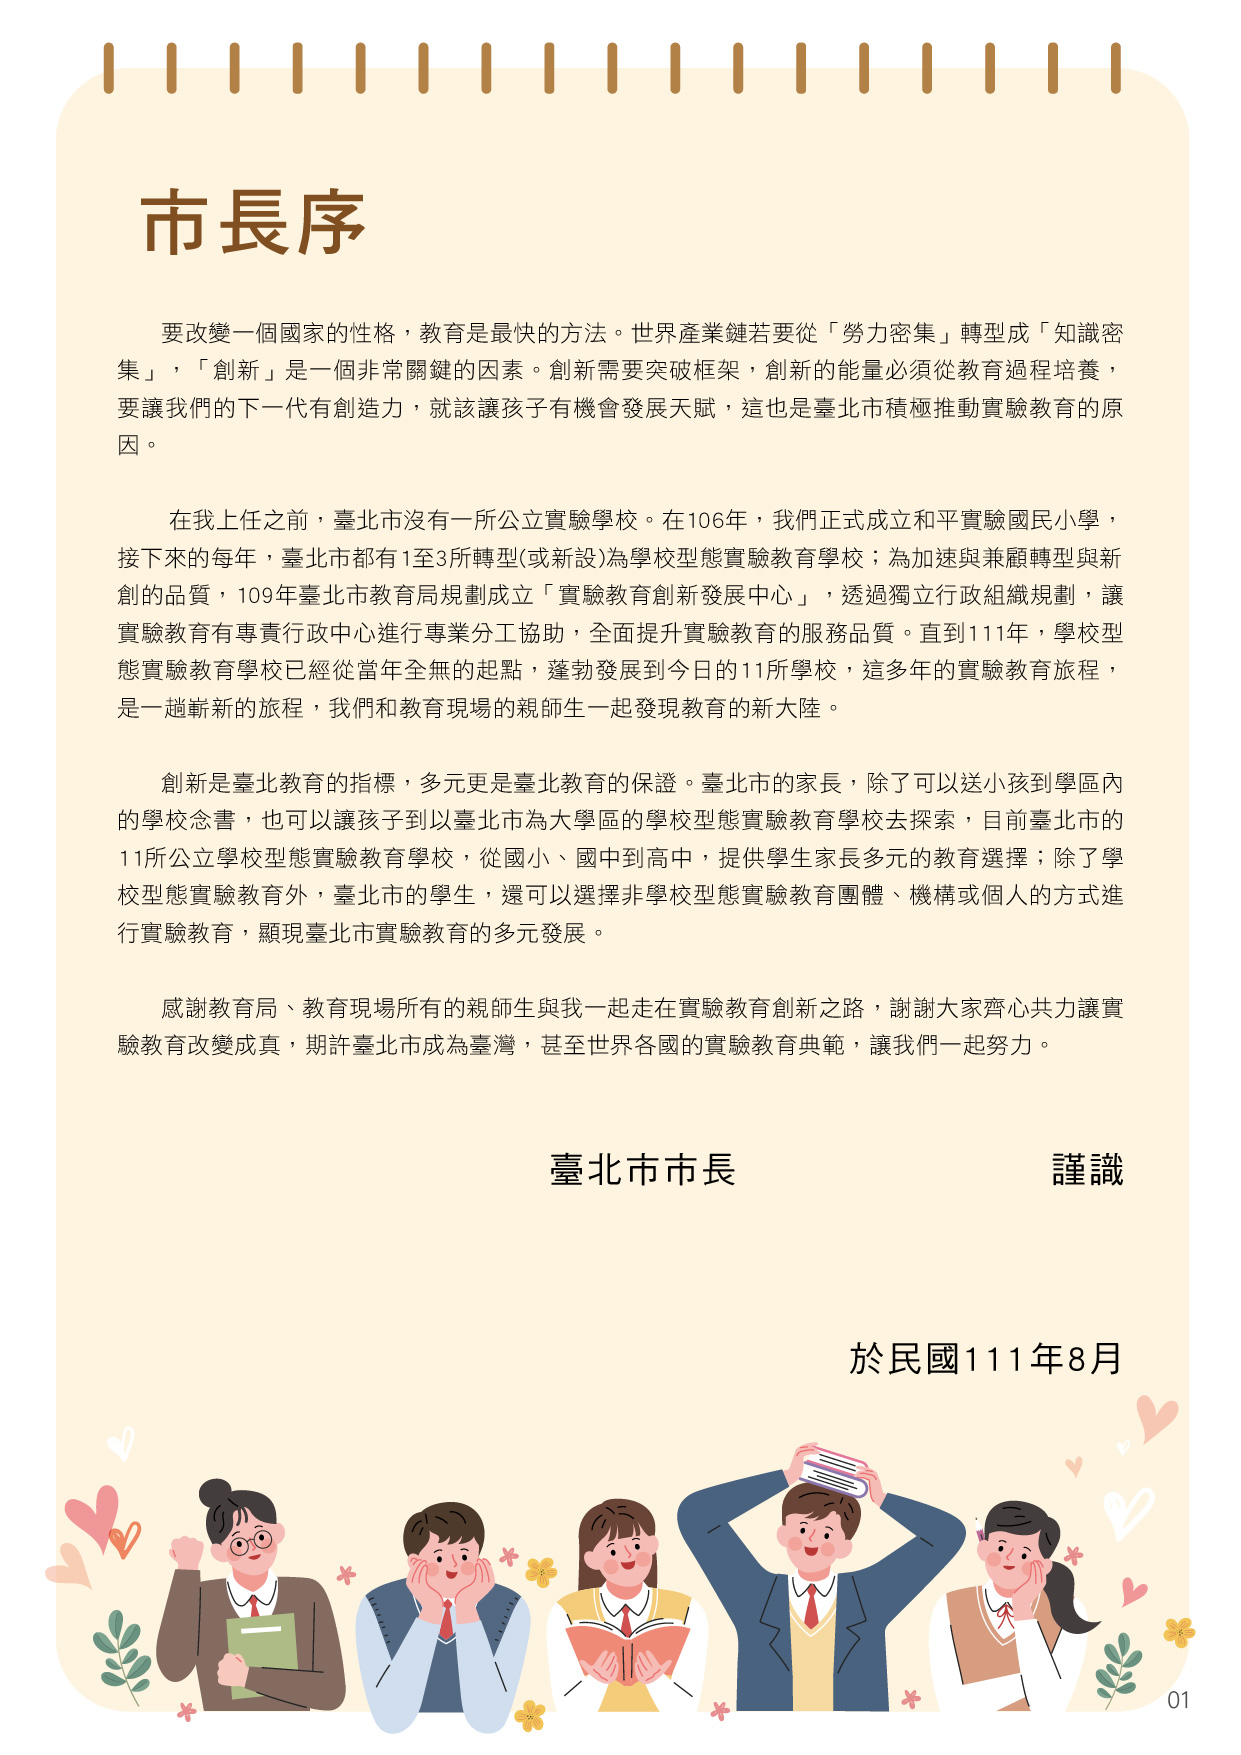 市長序
要改變一個國家的性格，教育是最快的方法。世界產業鏈若要從「勞力密集」轉型成「知識密
集」，「創新」是一個非常關鍵的因素。創新需要突破框架，創新的能量必須從教育過程培養，
要讓我們的下一代有創造力，就該讓孩子有機會發展天賦，這也是臺北市積極推動實驗教育的原
因。
在我上任之前，臺北市沒有一所公立實驗學校。在106年，我們正式成立和平實驗國民小學，
接下來的每年，臺北市都有1至3所轉型(或新設)為學校型態實驗教育學校；為加速與兼顧轉型與新
創的品質，109年臺北市教育局規劃成立「實驗教育創新發展中心」，透過獨立行政組織規劃，讓
實驗教育有專責行政中心進行專業分工協助，全面提升實驗教育的服務品質。直到111年，學校型
態實驗教育學校已經從當年全無的起點，蓬勃發展到今日的11所學校，這多年的實驗教育旅程，
是一趟嶄新的旅程，我們和教育現場的親師生一起發現教育的新大陸。
創新是臺北教育的指標，多元更是臺北教育的保證。臺北市的家長，除了可以送小孩到學區內
的學校念書，也可以讓孩子到以臺北市為大學區的學校型態實驗教育學校去探索，目前臺北市的
11所公立學校型態實驗教育學校，從國小、國中到高中，提供學生家長多元的教育選擇；除了學
校型態實驗教育外，臺北市的學生，還可以選擇非學校型態實驗教育團體、機構或個人的方式進
行實驗教育，顯現臺北市實驗教育的多元發展。
感謝教育局、教育現場所有的親師生與我一起走在實驗教育創新之路，謝謝大家齊心共力讓實
驗教育改變成真，期許臺北市成為臺灣，甚至世界各國的實驗教育典範，讓我們一起努力。
臺北市市長 謹識
於民國111年8月
01